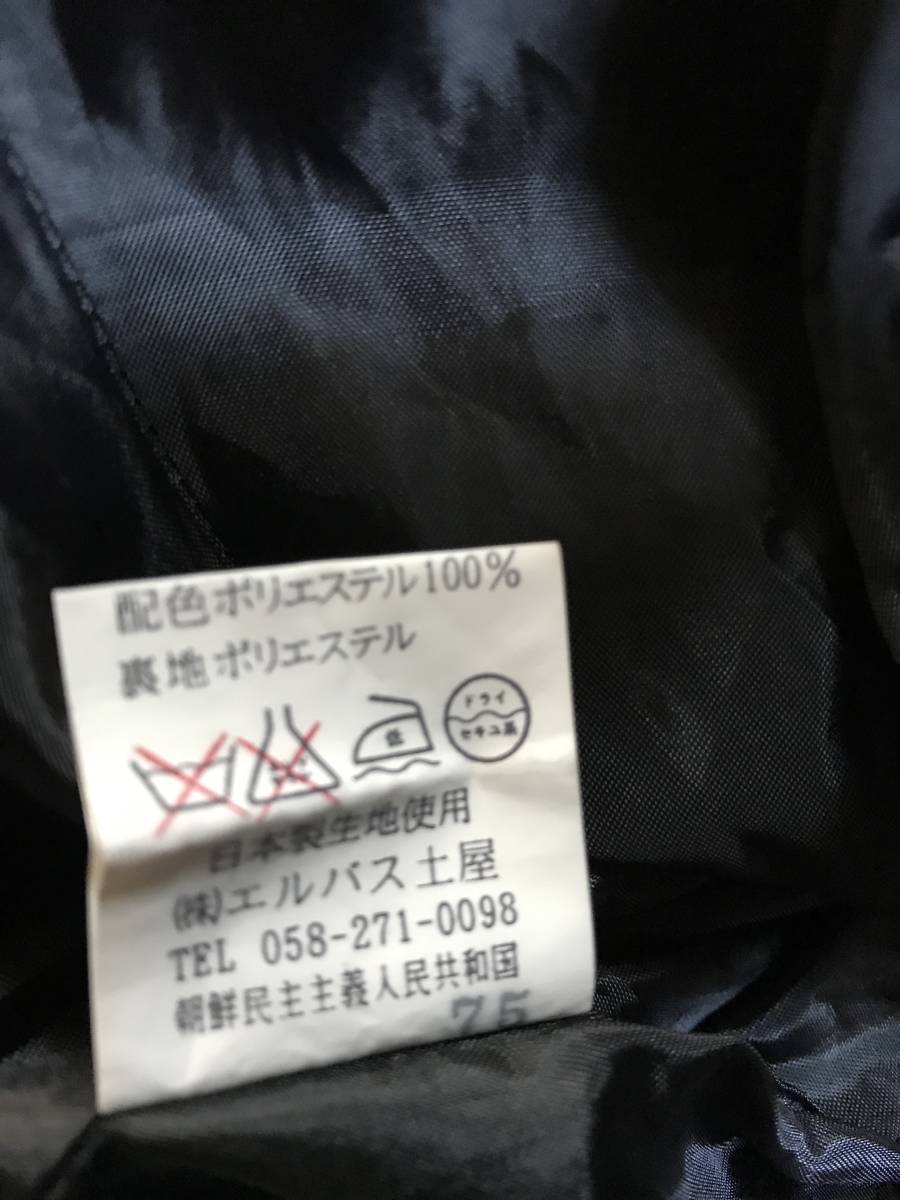 配色ポリエステル100%
裏地ポリエステル
低
ドライ
セキユ系
日本製生地使用
(株)エルバス土屋
TEL 058-271-0098
朝鮮民主主義人民共和国
75